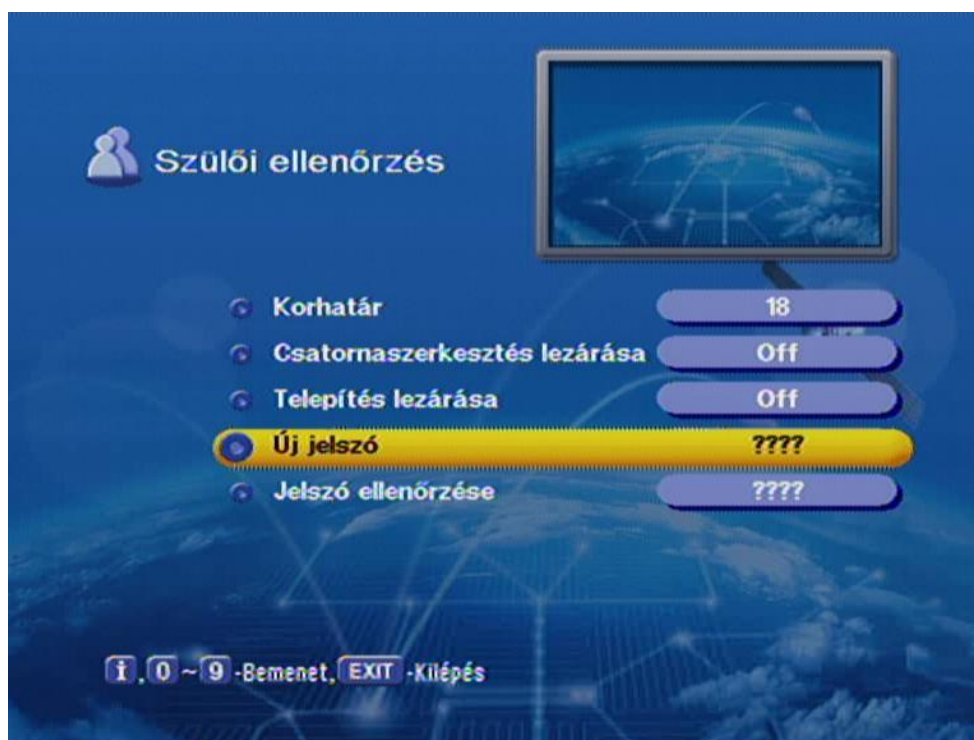 Szülői ellenőrzés
Korhatár 18
Csatornaszerkesztés lezárása Off
Telepítés lezárása Off
Új jelszó ????
Jelszó ellenőrzése ????
i, 0 ~ 9 -Bemenet, EXIT -Kilépés